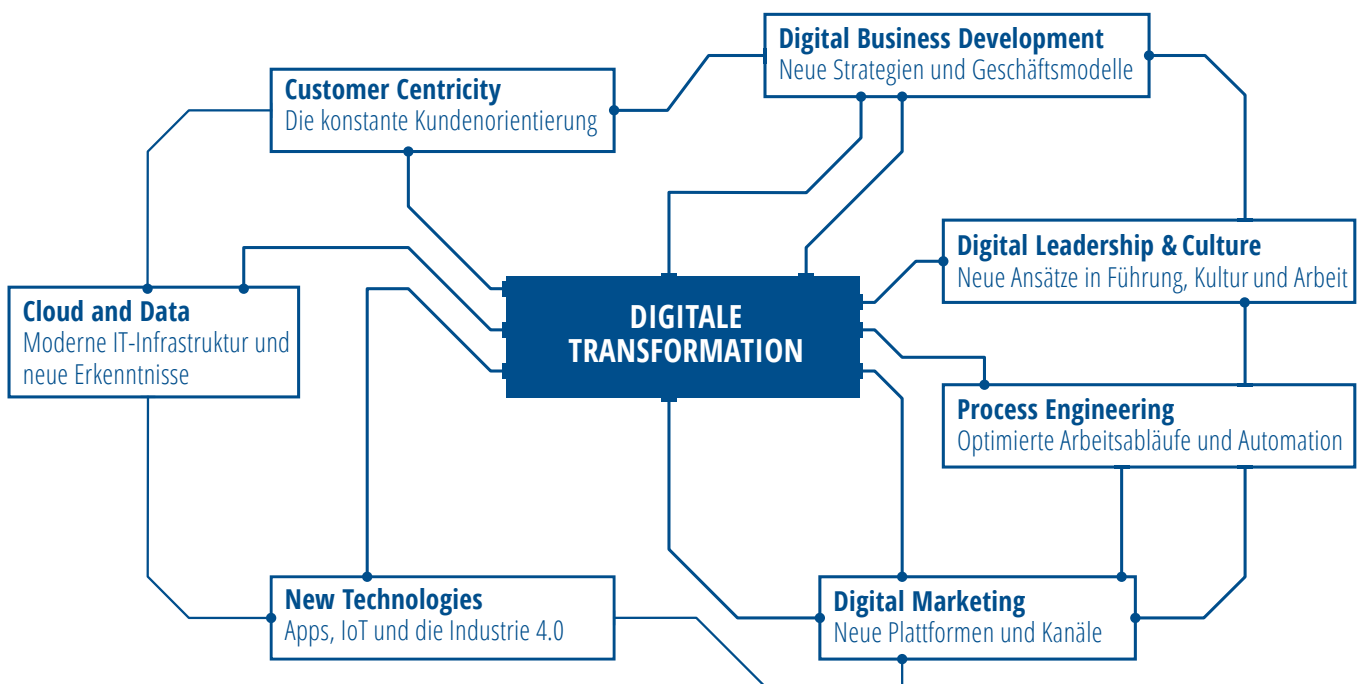 Digital Business Development
Neue Strategien und Geschäftsmodelle
Customer Centricity
Die konstante Kundenorientierung
Digital Leadership & Culture
Neue Ansätze in Führung, Kultur und Arbeit
Cloud and Data
Moderne IT-Infrastruktur und
neue Erkenntnisse
DIGITALE
TRANSFORMATION
Process Engineering
Optimierte Arbeitsabläufe und Automation
New Technologies
Apps, IoT und die Industrie 4.0
Digital Marketing
Neue Plattformen und Kanäle